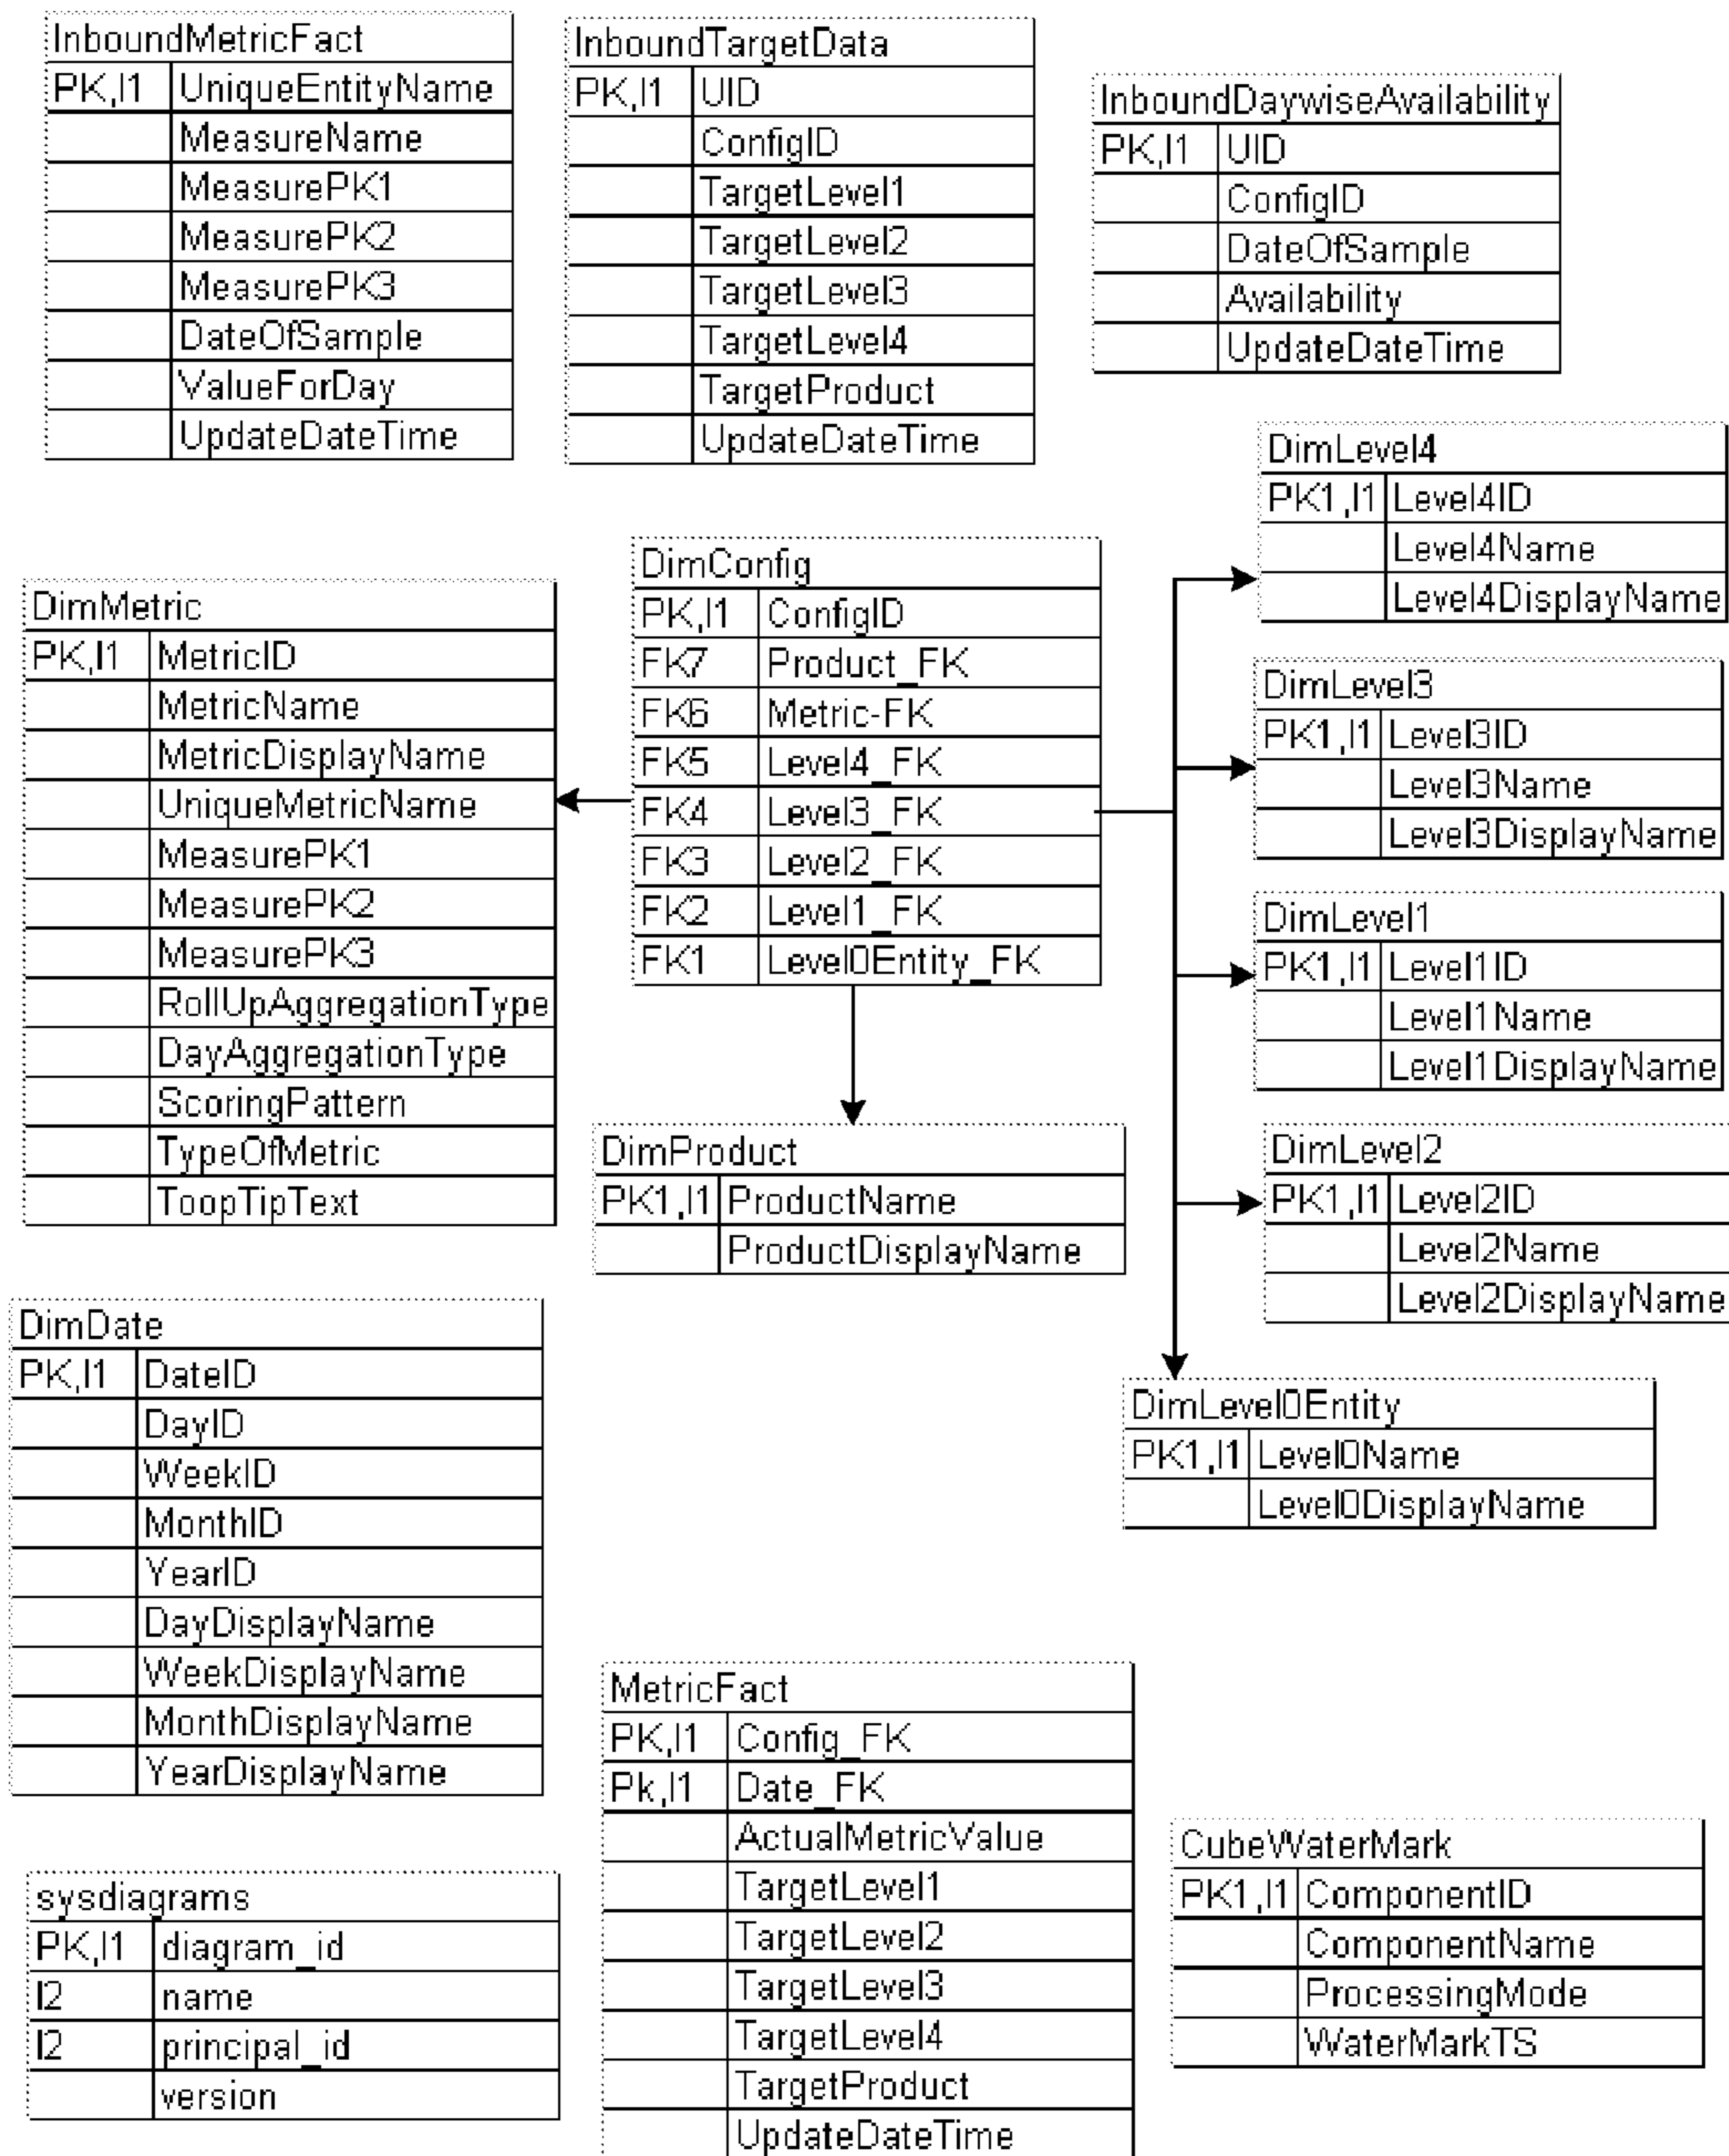 InboundMetricFact
PK,I1 UniqueEntityName
MeasureName
MeasurePK1
MeasurePK2
MeasurePK3
DateOfSample
ValueForDay
UpdateDateTime
InboundTargetData
PK,I1 UID
ConfigID
TargetLevel1
TargetLevel2
TargetLevel3
TargetLevel4
TargetProduct
UpdateDateTime
InboundDaywiseAvailability
PK,I1 UID
ConfigID
DateOfSample
Availability
UpdateDateTime
DimMetric
PK,I1 MetricID
MetricName
MetricDisplayName
UniqueMetricName
MeasurePK1
MeasurePK2
MeasurePK3
RollUpAggregationType
DayAggregationType
ScoringPattern
TypeOfMetric
ToopTipText
DimConfig
PK,I1 ConfigID
FK7 Product_FK
FK6 Metric-FK
FK5 Level4_FK
FK4 Level3_FK
FK3 Level2_FK
FK2 Level1_FK
FK1 Level0Entity_FK
DimLevel4
PK1,I1 Level4ID
Level4Name
Level4DisplayName
DimLevel3
PK1,I1 Level3ID
Level3Name
Level3DisplayName
DimLevel1
PK1,I1 Level1ID
Level1Name
Level1DisplayName
DimLevel2
PK1,I1 Level2ID
Level2Name
Level2DisplayName
DimProduct
PK1,I1 ProductName
ProductDisplayName
DimLevel0Entity
PK1,I1 Level0Name
Level0DisplayName
DimDate
PK,I1 DateID
DayID
WeekID
MonthID
YearID
DayDisplayName
WeekDisplayName
MonthDisplayName
YearDisplayName
MetricFact
PK,I1 Config_FK
Pk,I1 Date_FK
ActualMetricValue
TargetLevel1
TargetLevel2
TargetLevel3
TargetLevel4
TargetProduct
UpdateDateTime
CubeWaterMark
PK1,I1 ComponentID
ComponentName
ProcessingMode
WaterMarkTS
sysdiagrams
PK,I1 diagram_id
I2 name
I2 principal_id
version